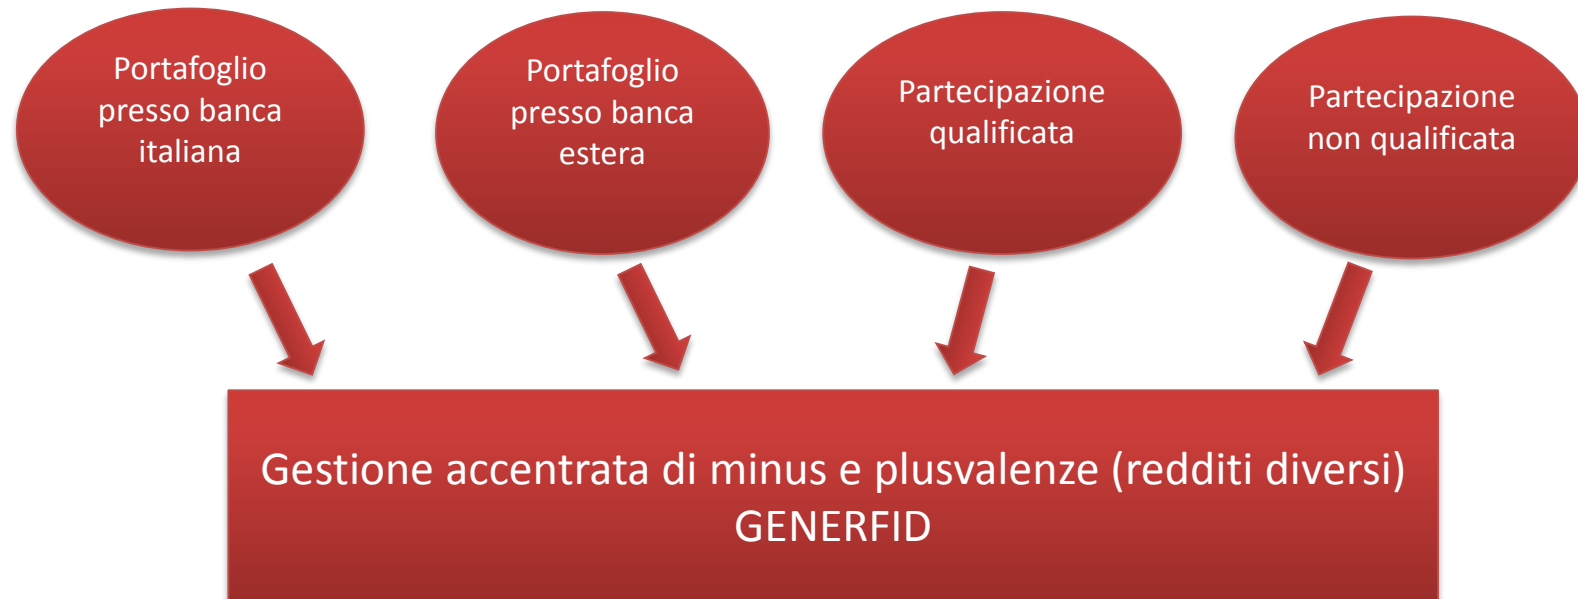 Portafoglio
presso banca
italiana
Portafoglio
presso banca
estera
Partecipazione
qualificata
Partecipazione
non qualificata
Gestione accentrata di minus e plusvalenze (redditi diversi)
GENERFID